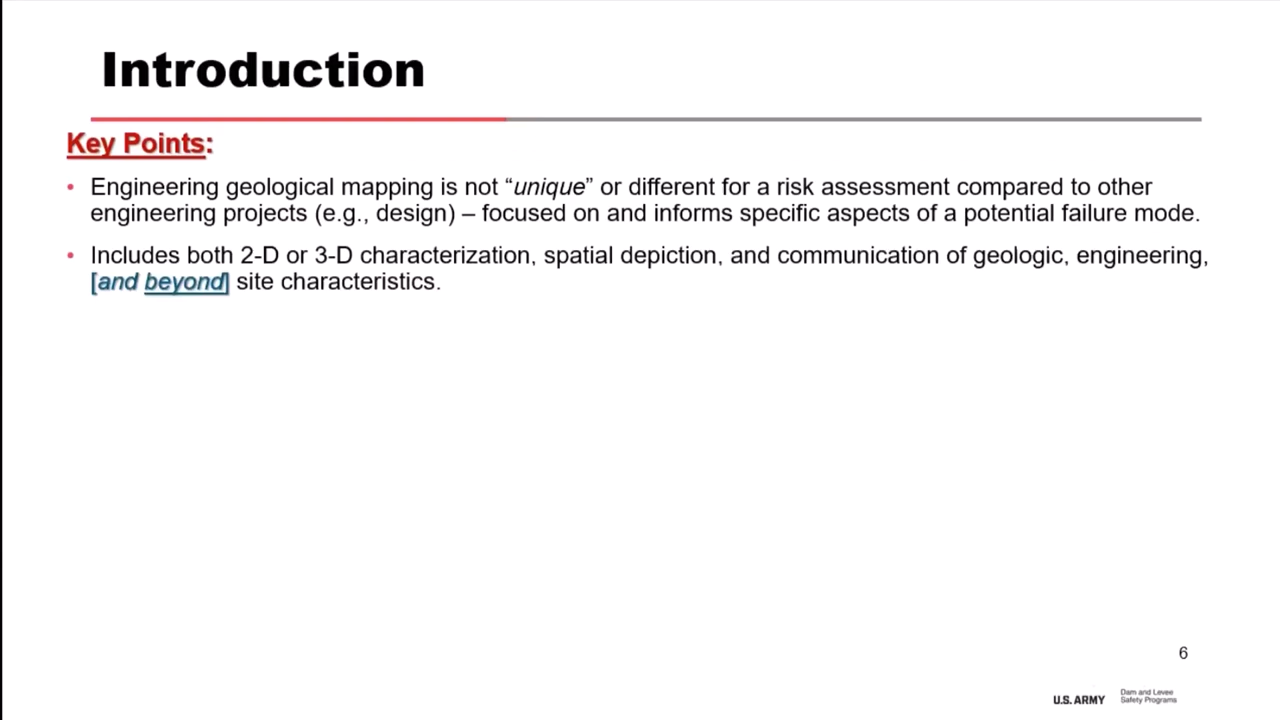 Introduction
Key Points:
• Engineering geological mapping is not “unique” or different for a risk assessment compared to other
engineering projects (e.g., design) – focused on and informs specific aspects of a potential failure mode.
• Includes both 2-D or 3-D characterization, spatial depiction, and communication of geologic, engineering,
[and beyond] site characteristics.
6
U.S. ARMY
Dam and Levee
Safety Programs